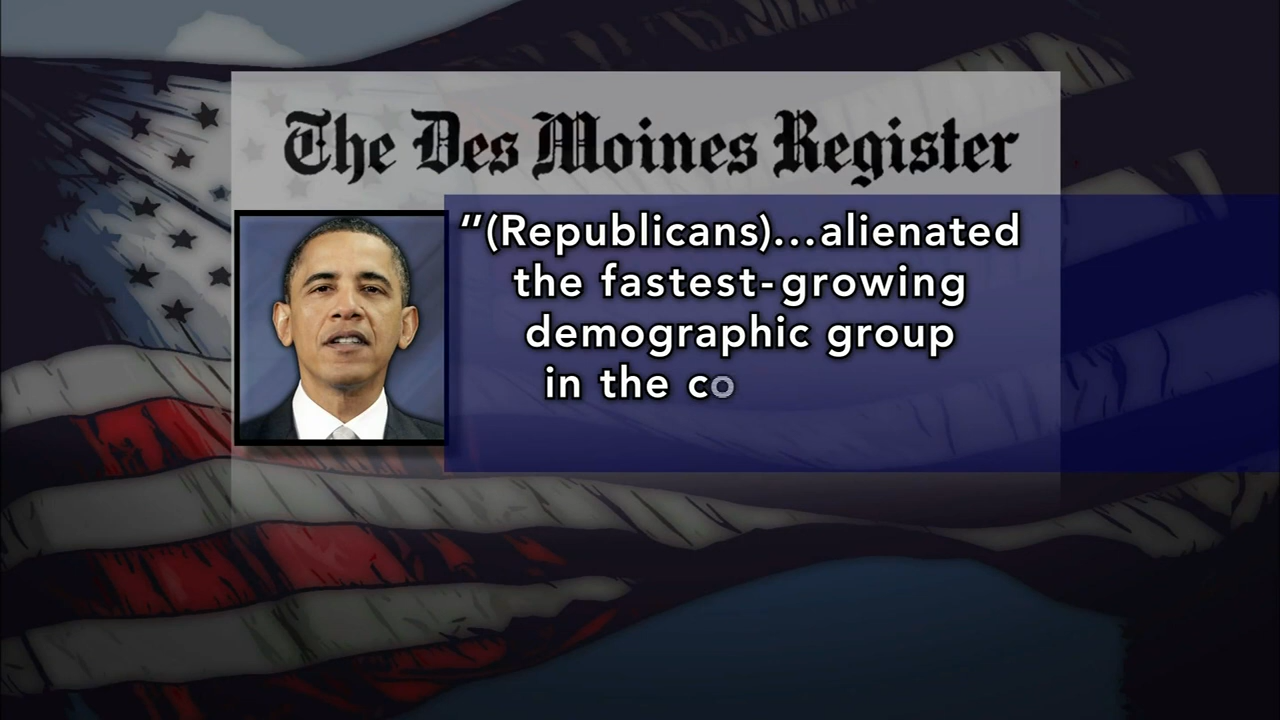 The Des Moines Register
"(Republicans)...alienated
the fastest-growing
demographic group
in the co